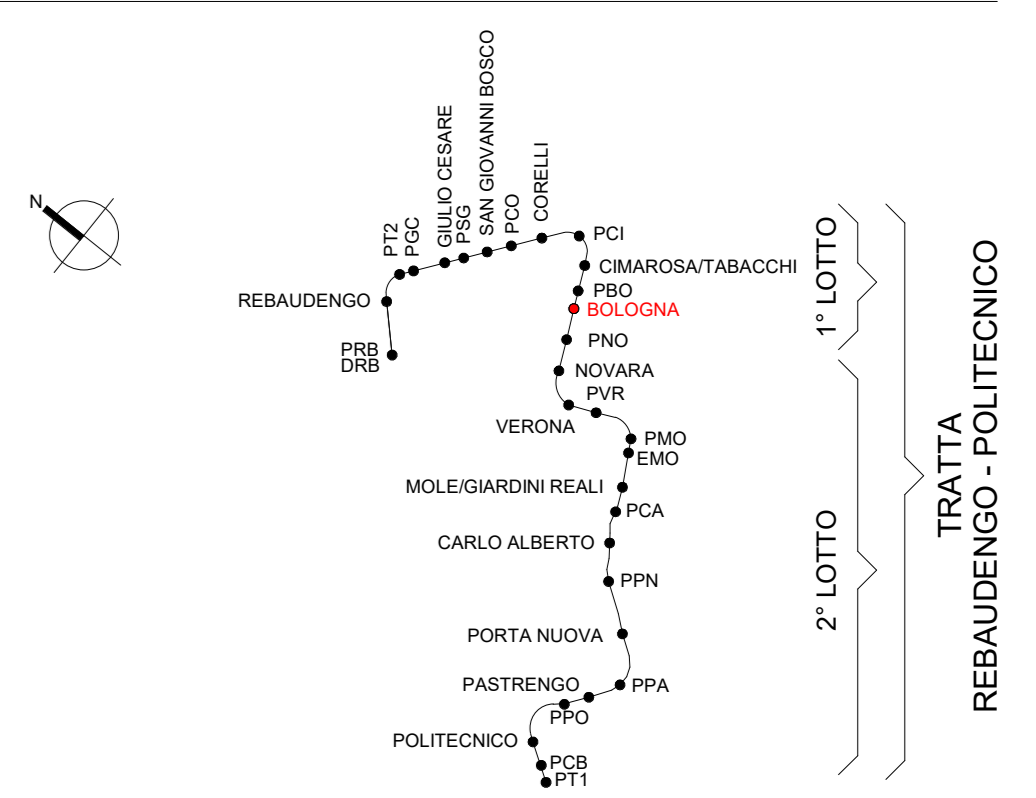 N
PT2
PGC
GIULIO CESARE
PSG
SAN GIOVANNI BOSCO
PCO
CORELLI
PCI
CIMAROSA/TABACCHI
PBO
BOLOGNA
REBAUDENGO
PRB
DRB
PNO
NOVARA
PVR
VERONA
PMO
EMO
MOLE/GIARDINI REALI
PCA
CARLO ALBERTO
PPN
PORTA NUOVA
PASTRENGO
PPA
PPO
POLITECNICO
PCB
PT1
1° LOTTO
2° LOTTO
TRATTA
REBAUDENGO - POLITECNICO